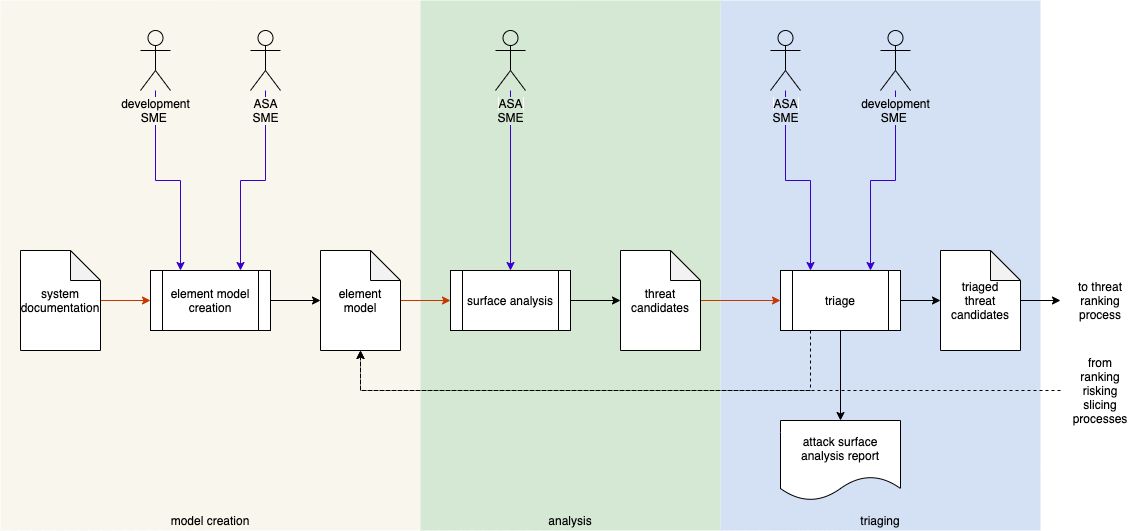 development
SME
ASA
SME
ASA
SME
ASA
SME
development
SME
system
documentation
element model
creation
element
model
surface analysis
threat
candidates
triage
triaged
threat
candidates
to threat
ranking
process
from
ranking
risking
slicing
processes
attack surface
analysis report
model creation
analysis
triaging